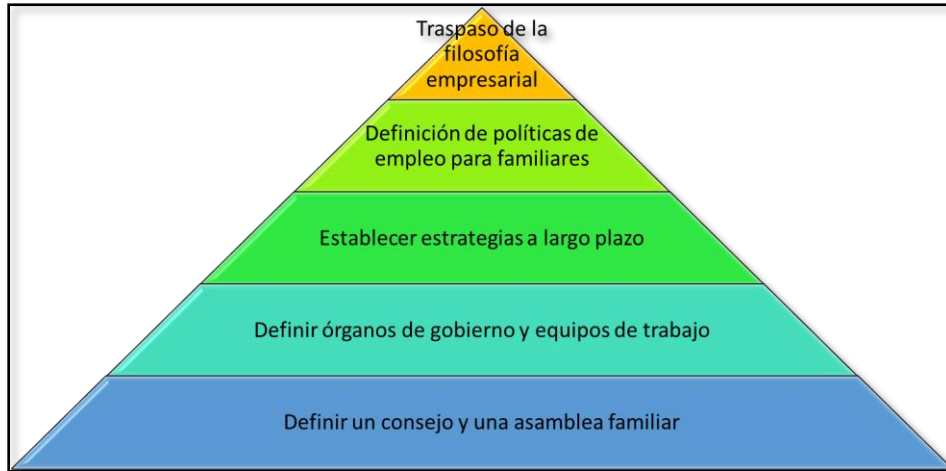 Traspaso de la
filosofía
empresarial
Definición de políticas de
empleo para familiares
Establecer estrategias a largo plazo
Definir órganos de gobierno y equipos de trabajo
Definir un consejo y una asamblea familiar